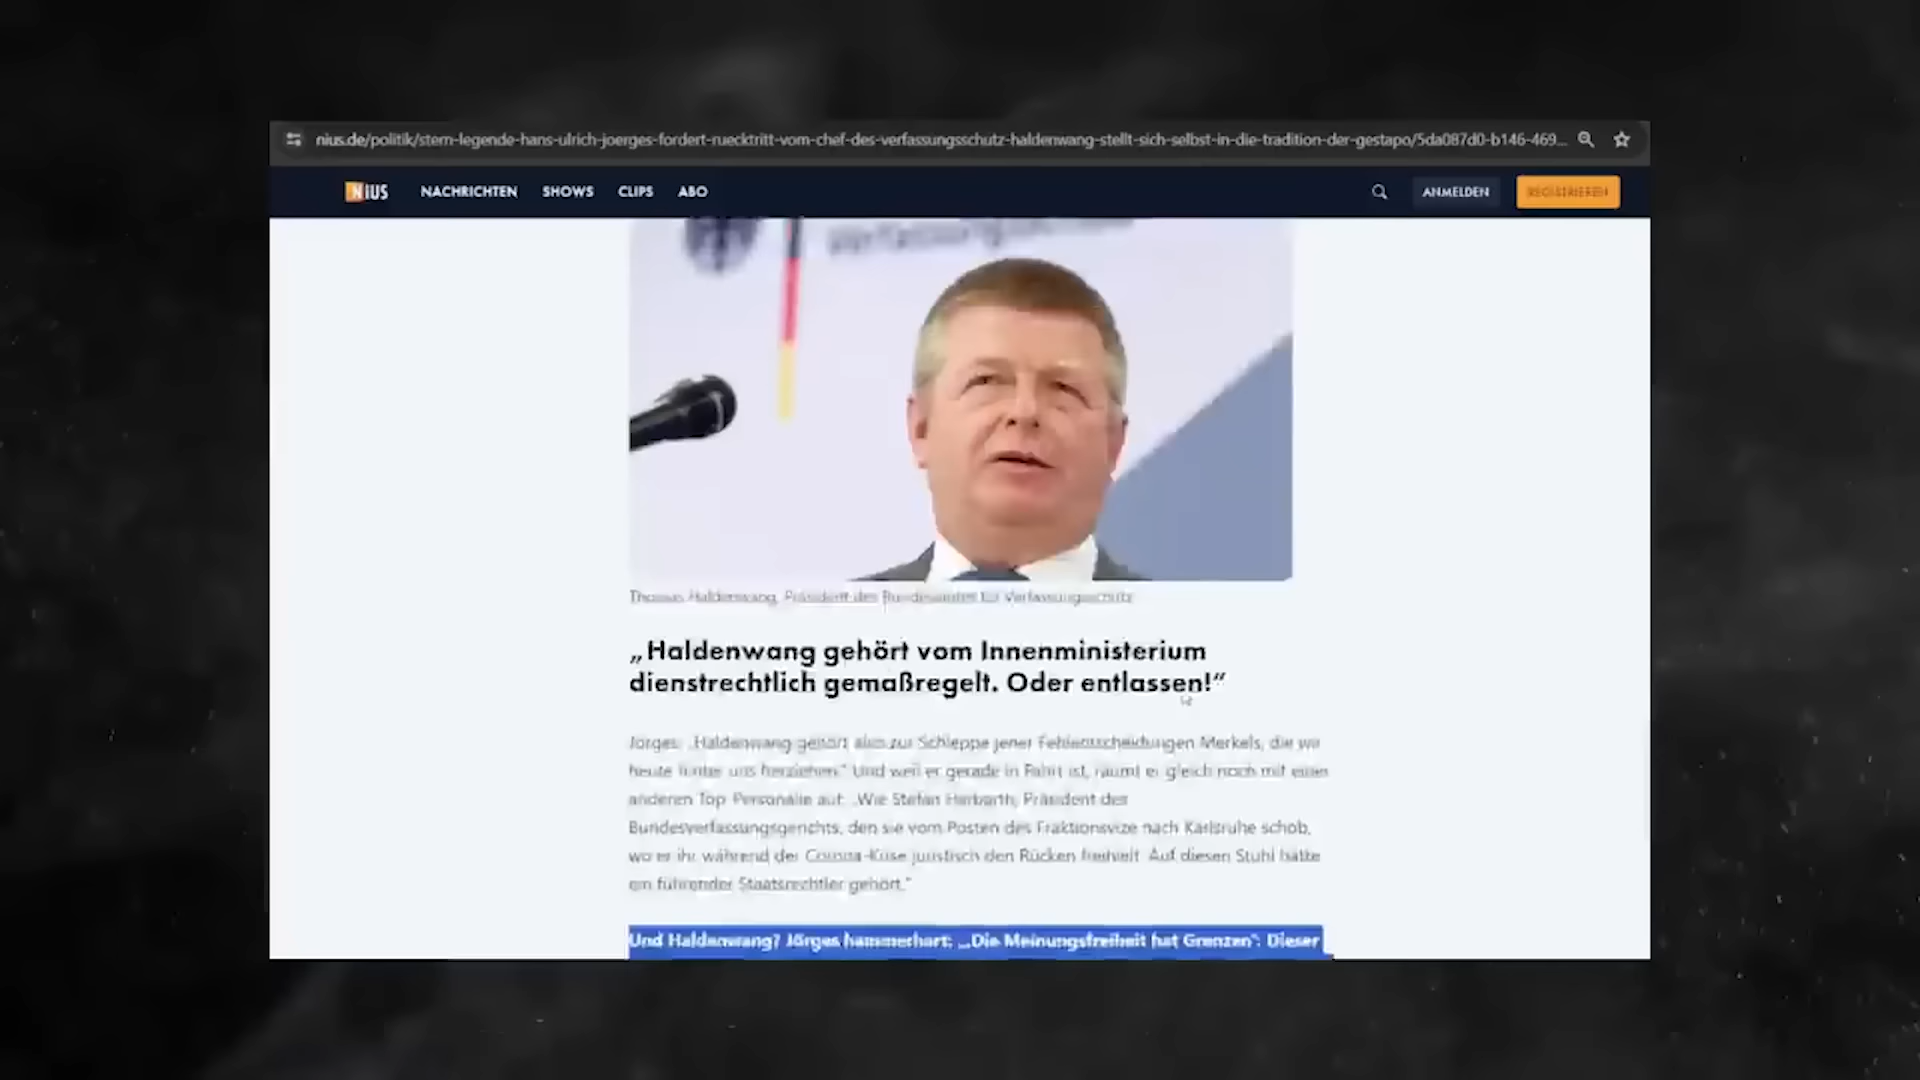 nius.de/politik/stern-legende-hans-ulrich-joerges-fordert-ruecktritt-vom-chef-des-verfassungsschutz-haldenwang-stellt-sich-selbst-in-die-tradition-der-gestapo/5da087d0-b146-469...
NIUS NACHRICHTEN SHOWS CLIPS ABO ANMELDEN REGISTRIEREN
Verfassungsschutz
Thomas Haldenwang, Präsident des Bundesamtes für Verfassungsschutz
„Haldenwang gehört vom Innenministerium
dienstrechtlich gemaßregelt. Oder entlassen!“
Jörges: „Haldenwang gehört also zur Schleppe jener Fehlentscheidungen Merkels, die wir
heute hinter uns herziehen.“ Und weil er gerade in Fahrt ist, räumt er gleich noch mit einer
anderen Top-Personalie auf: „Wie Stefan Harbarth, Präsident des
Bundesverfassungsgerichts, den sie vom Posten des Fraktionsvize nach Karlsruhe schob,
wo er ihr während der Corona-Krise juristisch den Rücken freihielt. Auf diesen Stuhl hätte
ein führender Staatsrechtler gehört.“
Und Haldenwang? Jörges hammerhart: „‚Die Meinungsfreiheit hat Grenzen‘: Dieser